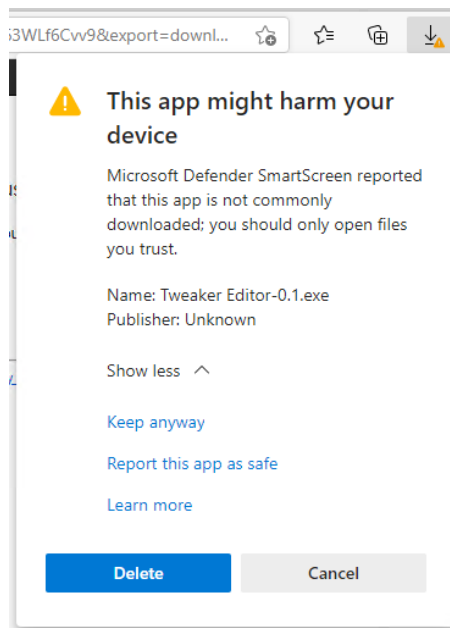 53WLf6Cvv9&export=downl...
This app might harm your
device
Microsoft Defender SmartScreen reported
that this app is not commonly
downloaded; you should only open files
you trust.
Name: Tweaker Editor-0.1.exe
Publisher: Unknown
Show less
Keep anyway
Report this app as safe
Learn more
Delete
Cancel